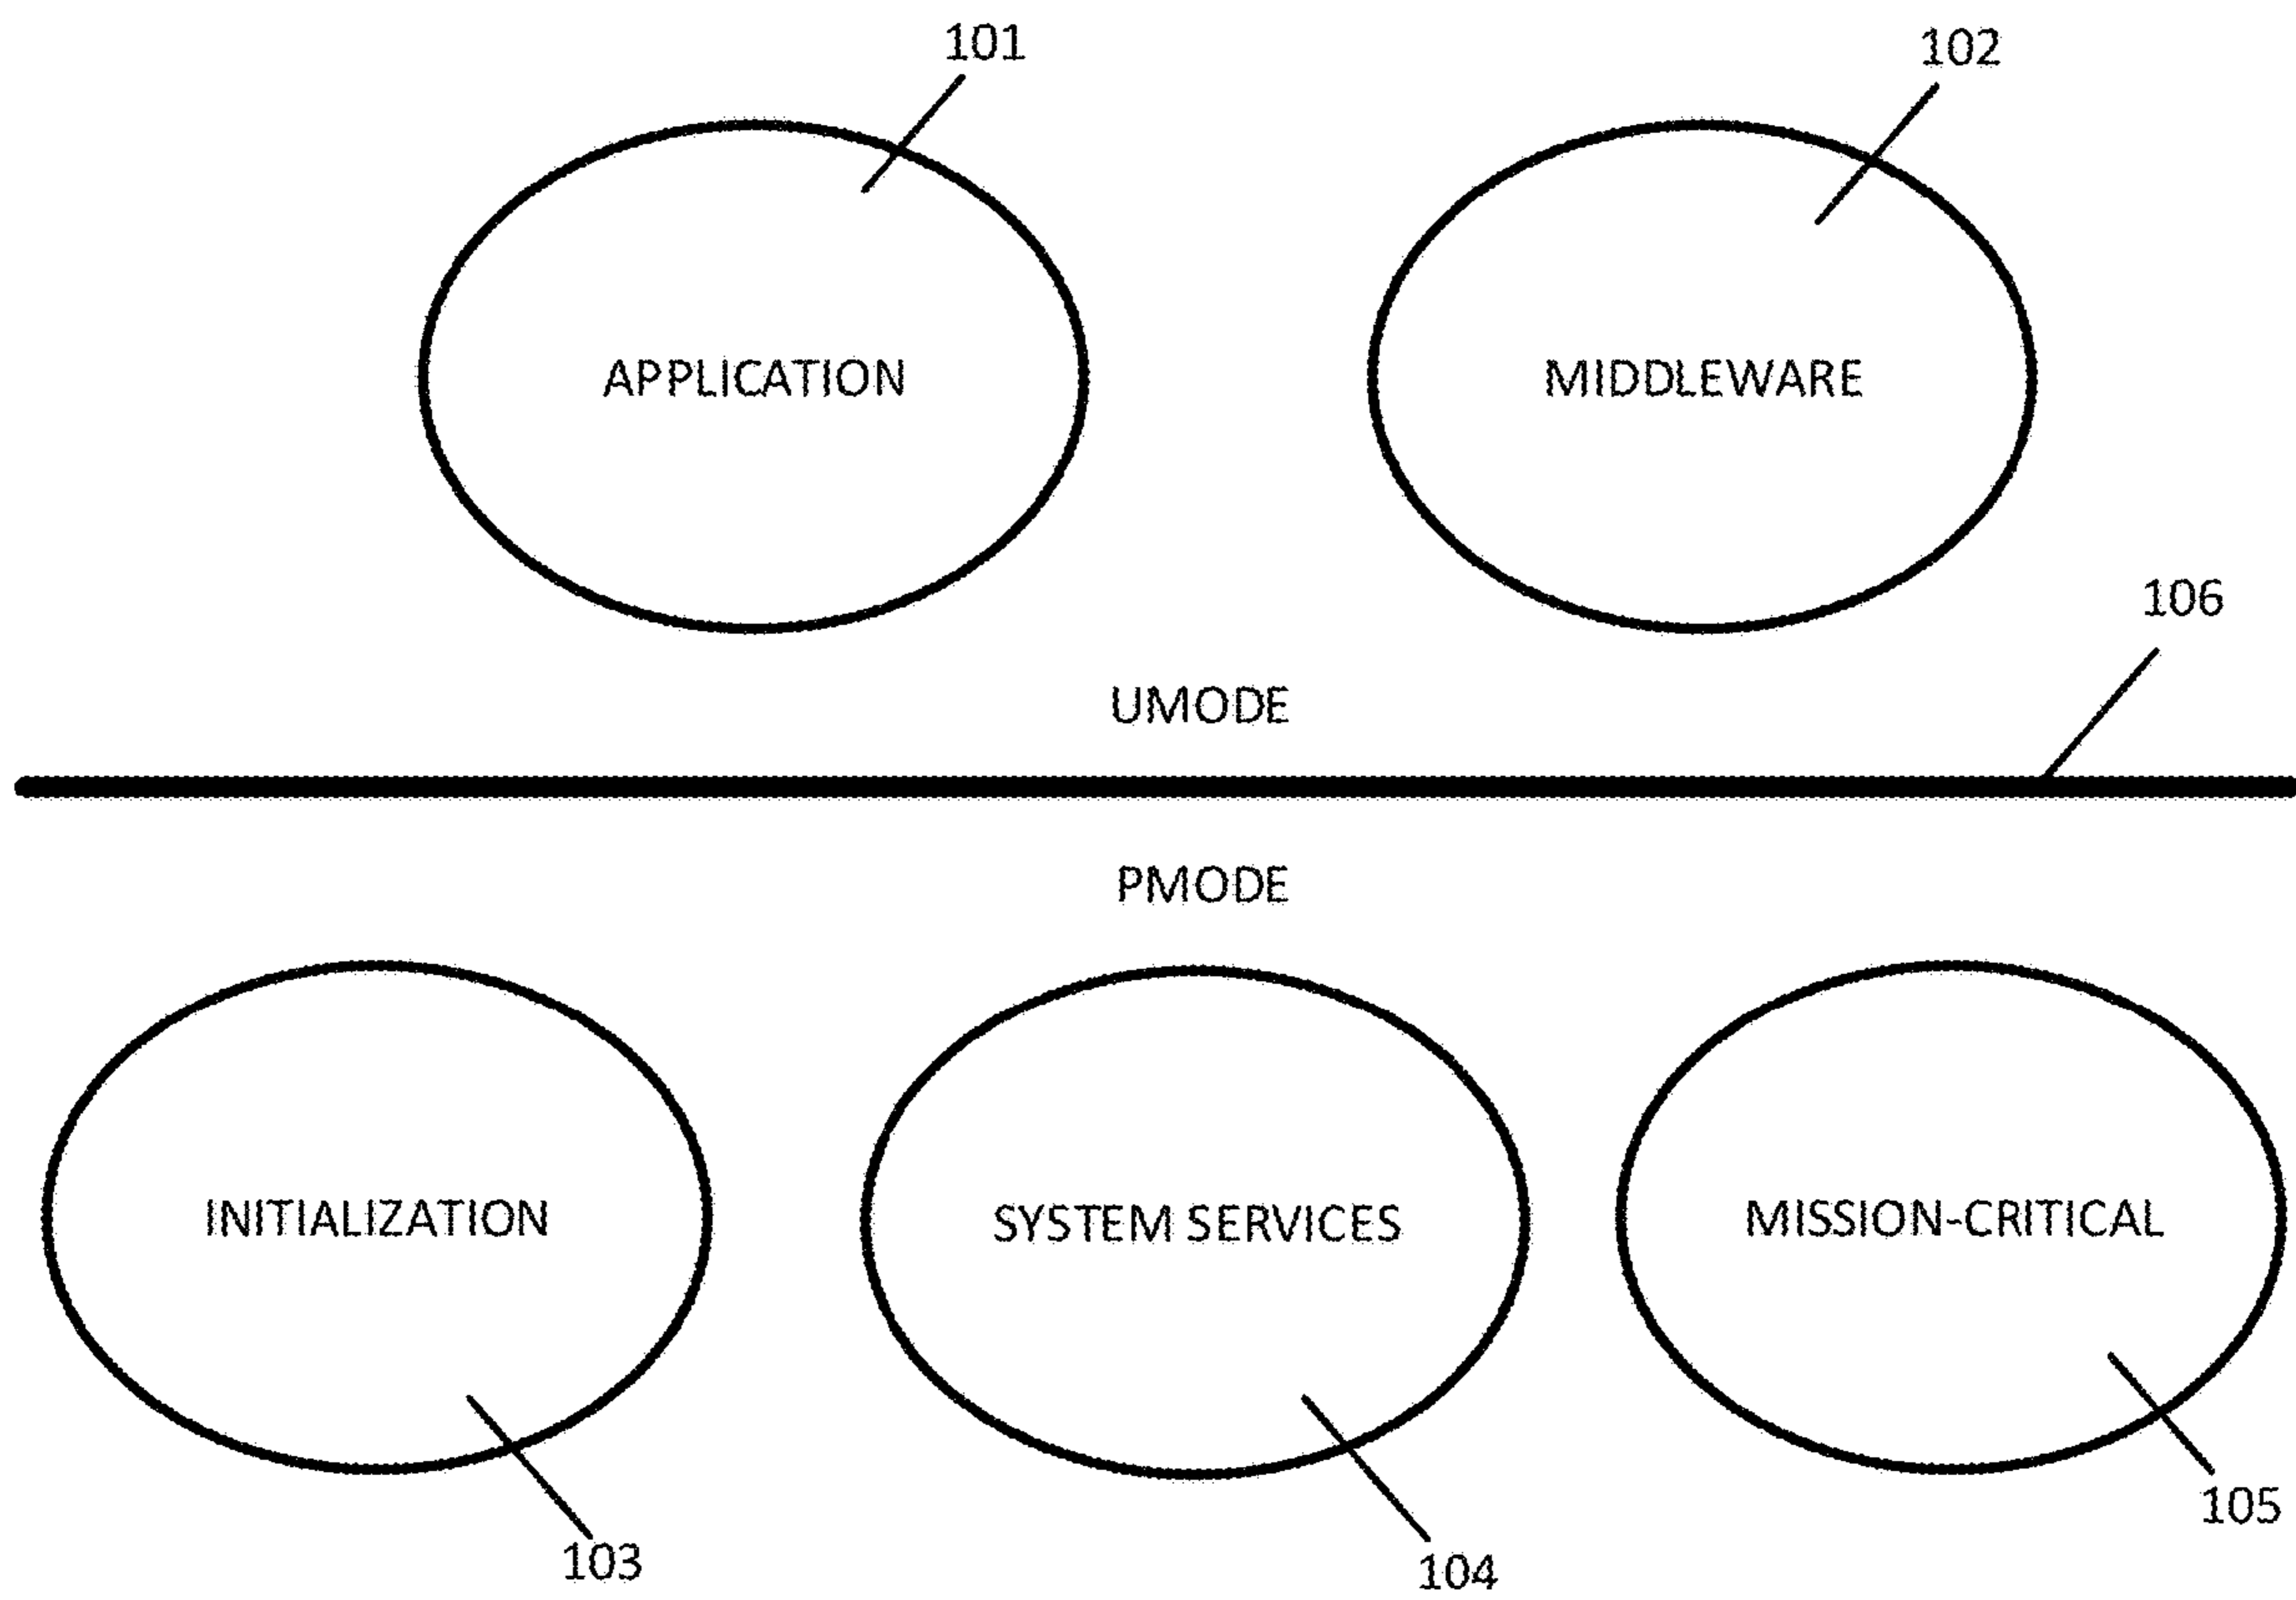 101
102
APPLICATION
MIDDLEWARE
106
UMODE
PMODE
INITIALIZATION
SYSTEM SERVICES
MISSION-CRITICAL
105
103
104